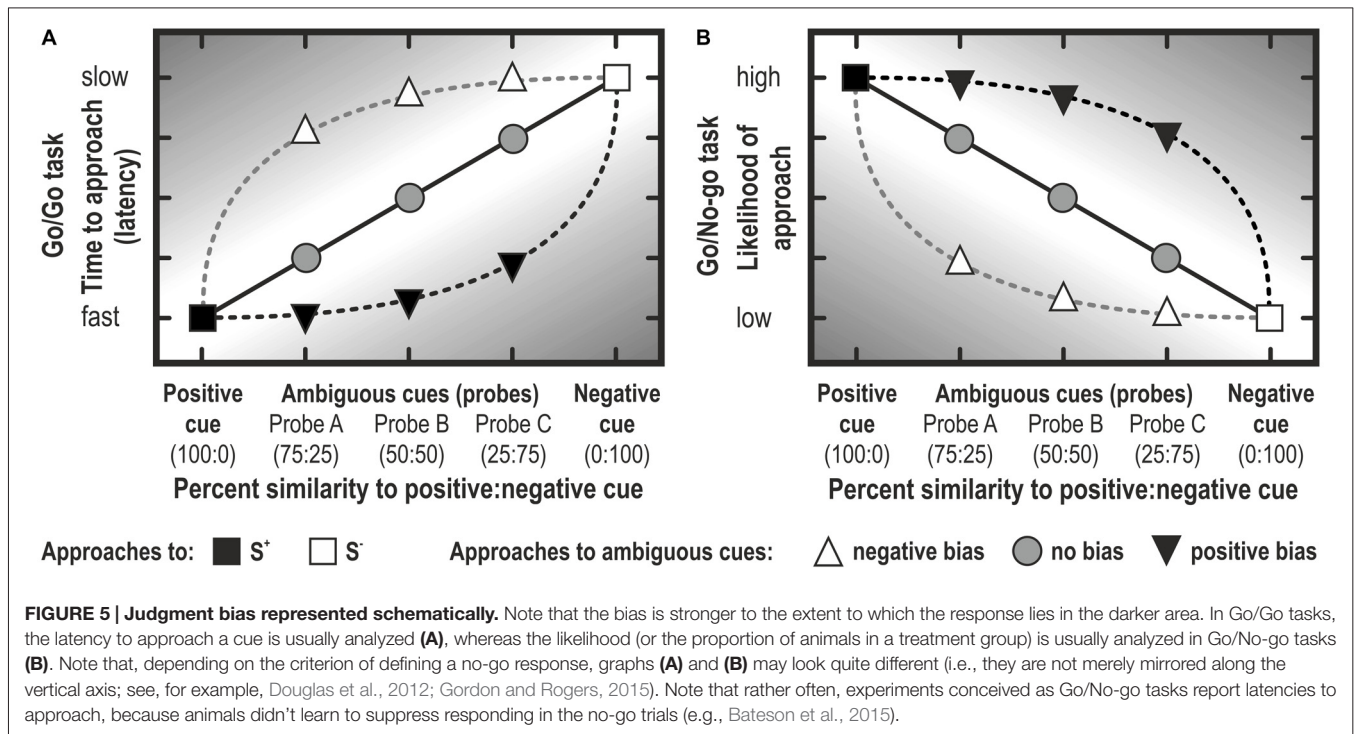 A
slow
fast
Go/Go task
Time to approach
(latency)
Positive
cue
(100:0)
Ambiguous cues (probes)
Probe A
(75:25)
Probe B
(50:50)
Probe C
(25:75)
Negative
cue
(0:100)
Percent similarity to positive:negative cue
B
high
low
Go/No-go task
Likelihood of
approach
Positive
cue
(100:0)
Ambiguous cues (probes)
Probe A
(75:25)
Probe B
(50:50)
Probe C
(25:75)
Negative
cue
(0:100)
Percent similarity to positive:negative cue
Approaches to: S⁺ S⁻ Approaches to ambiguous cues: negative bias no bias positive bias
FIGURE 5 | Judgment bias represented schematically. Note that the bias is stronger to the extent to which the response lies in the darker area. In Go/Go tasks,
the latency to approach a cue is usually analyzed (A), whereas the likelihood (or the proportion of animals in a treatment group) is usually analyzed in Go/No-go tasks
(B). Note that, depending on the criterion of defining a no-go response, graphs (A) and (B) may look quite different (i.e., they are not merely mirrored along the
vertical axis; see, for example, Douglas et al., 2012; Gordon and Rogers, 2015). Note that rather often, experiments conceived as Go/No-go tasks report latencies to
approach, because animals didn't learn to suppress responding in the no-go trials (e.g., Bateson et al., 2015).